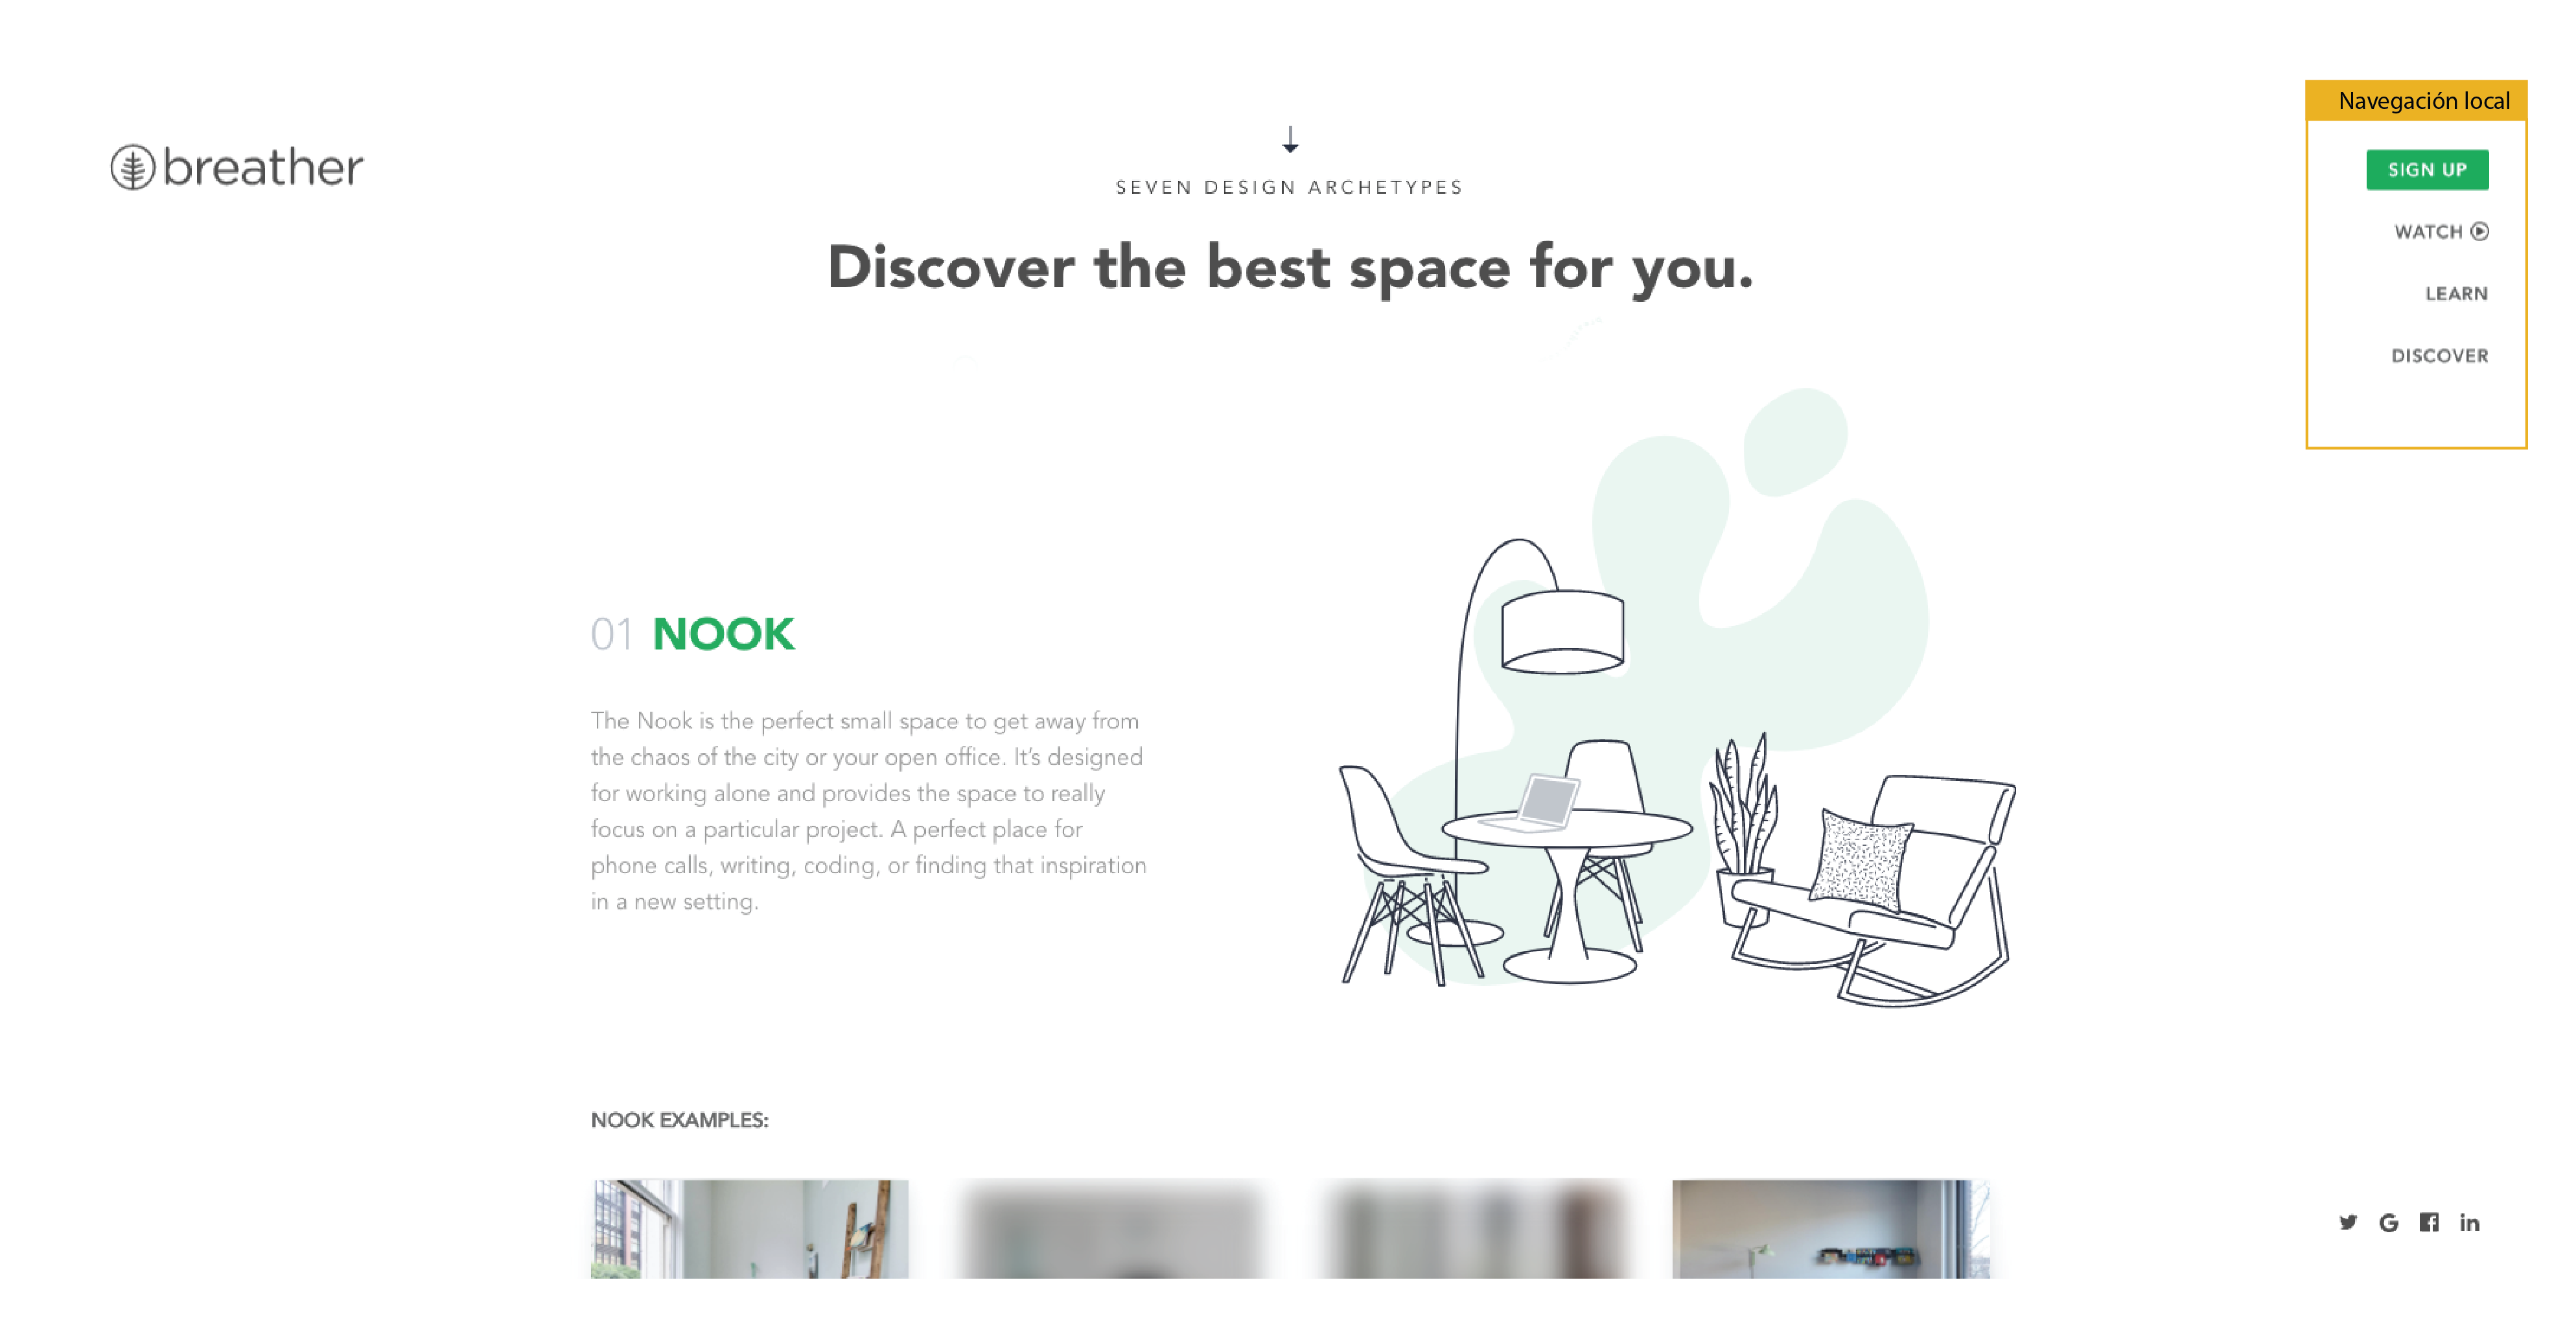 breather
SEVEN DESIGN ARCHETYPES
Discover the best space for you.
Navegación local
SIGN UP
WATCH
LEARN
DISCOVER
01 NOOK
The Nook is the perfect small space to get away from
the chaos of the city or your open office. It’s designed
for working alone and provides the space to really
focus on a particular project. A perfect place for
phone calls, writing, coding, or finding that inspiration
in a new setting.
NOOK EXAMPLES: